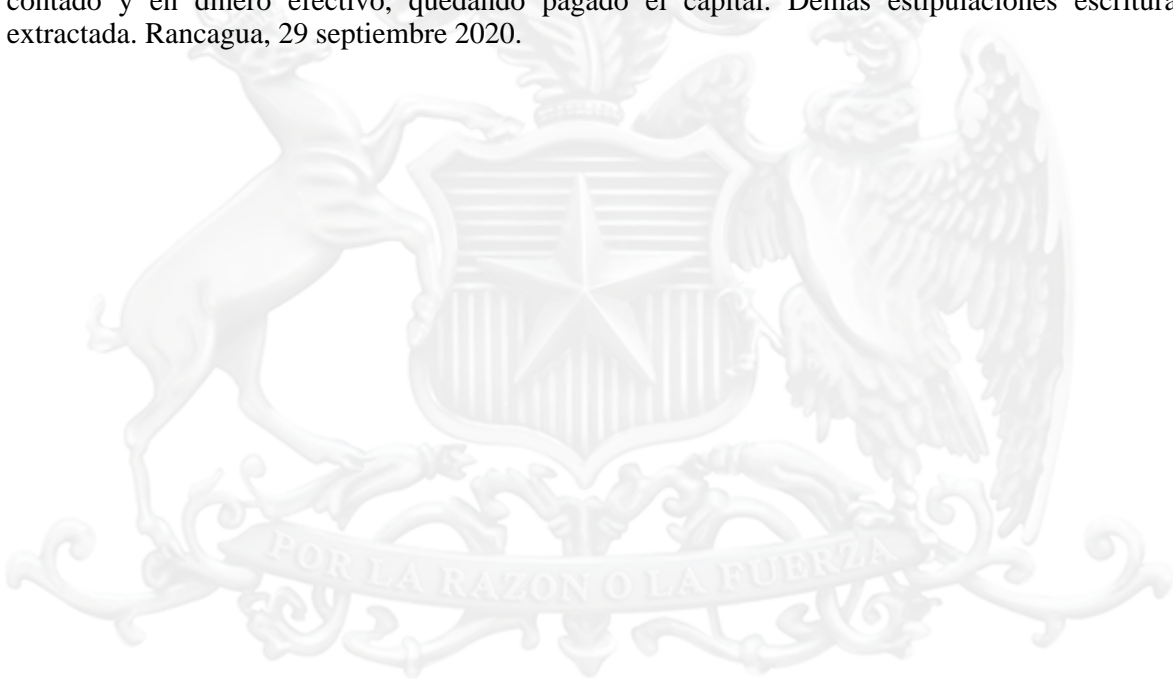 contado y en dinero efectivo, quedando pagado el capital. Demás estipulaciones escritura
extractada. Rancagua, 29 septiembre 2020.
POR LA RAZON O LA FUERZA